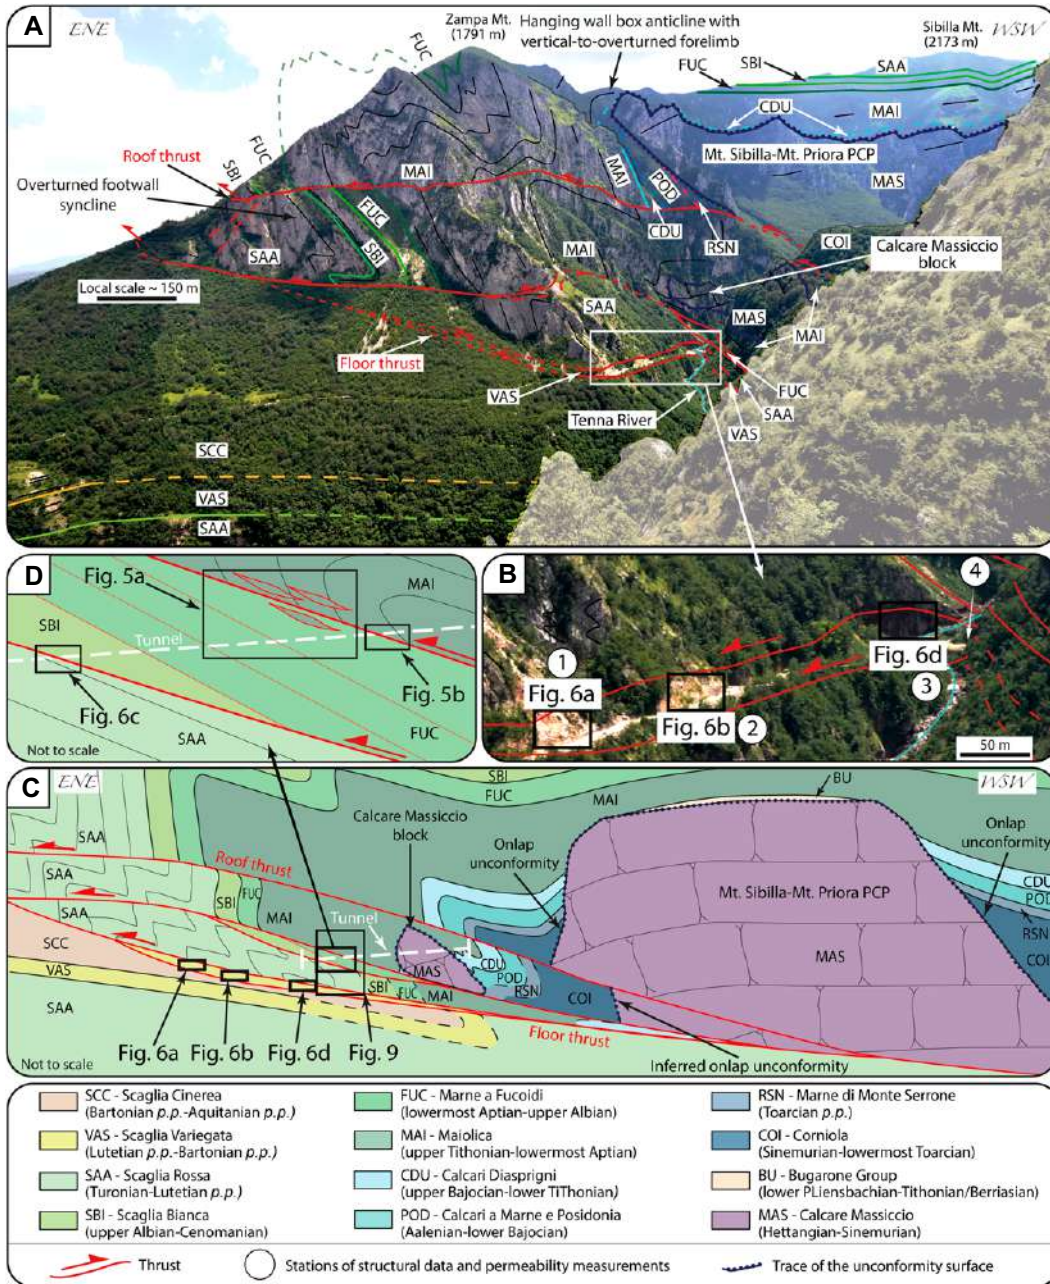 A
ENE
Zampa Mt.
(1791 m)
Hanging wall box anticline with
vertical-to-overturned forelimb
Sibilla Mt.
(2173 m)
WSW
FUC
FUC
SBI
SAA
CDU
MAI
Mt. Sibilla-Mt. Priora PCP
MAS
Roof thrust
SBI
FUC
Overturned footwall
syncline
MAI
MAI
POD
CDU
RSN
FUC
SBI
SAA
MAI
COI
Calcare Massiccio
block
Local scale ~ 150 m
SAA
MAS
MAI
Floor thrust
VAS
FUC
SAA
VAS
Tenna River
SCC
VAS
SAA
D
Fig. 5a
MAI
SBI
Tunnel
Fig. 5b
Fig. 6c
SAA
FUC
Not to scale
B
4
1
Fig. 6a
Fig. 6d
3
Fig. 6b
2
50 m
C
ENE
SBI
FUC
MAI
BU
WSW
Calcare Massiccio
block
Onlap
unconformity
Onlap
unconformity
SAA
Roof thrust
SAA
SBI
FUC
MAI
Tunnel
Mt. Sibilla-Mt. Priora PCP
CDU
POD
RSN
COI
SAA
SCC
VAS
SAA
MAS
CDU
POD
RSN
COI
MAS
SBI
FUC
MAI
Floor thrust
Fig. 6a
Fig. 6b
Fig. 6d
Fig. 9
Inferred onlap unconformity
Not to scale
SCC - Scaglia Cinerea
(Bartonian p.p.-Aquitanian p.p.)
VAS - Scaglia Variegata
(Lutetian p.p.-Bartonian p.p.)
SAA - Scaglia Rossa
(Turonian-Lutetian p.p.)
SBI - Scaglia Bianca
(upper Albian-Cenomanian)
FUC - Marne a Fucoidi
(lowermost Aptian-upper Albian)
MAI - Maiolica
(upper Tithonian-lowermost Aptian)
CDU - Calcari Diasprigni
(upper Bajocian-lower TiThonian)
POD - Calcari a Marne e Posidonia
(Aalenian-lower Bajocian)
RSN - Marne di Monte Serrone
(Toarcian p.p.)
COI - Corniola
(Sinemurian-lowermost Toarcian)
BU - Bugarone Group
(lower PLiensbachian-Tithonian/Berriasian)
MAS - Calcare Massiccio
(Hettangian-Sinemurian)
Thrust
Stations of structural data and permeability measurements
Trace of the unconformity surface